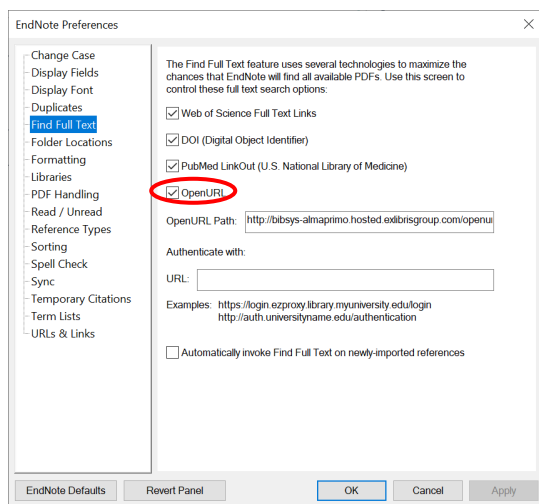 EndNote Preferences
Change Case
Display Fields
Display Font
Duplicates
Find Full Text
Folder Locations
Formatting
Libraries
PDF Handling
Read / Unread
Reference Types
Sorting
Spell Check
Sync
Temporary Citations
Term Lists
URLs & Links
The Find Full Text feature uses several technologies to maximize the
chances that EndNote will find all available PDFs. Use this screen to
control these full text search options:
Web of Science Full Text Links
DOI (Digital Object Identifier)
PubMed LinkOut (U.S. National Library of Medicine)
OpenURL
OpenURL Path: http://bibsys-almaprimo.hosted.exlibrisgroup.com/openu
Authenticate with:
URL:
Examples: https://login.ezproxy.library.myuniversity.edu/login
http://auth.universityname.edu/authentication
Automatically invoke Find Full Text on newly-imported references
EndNote Defaults Revert Panel OK Cancel Apply